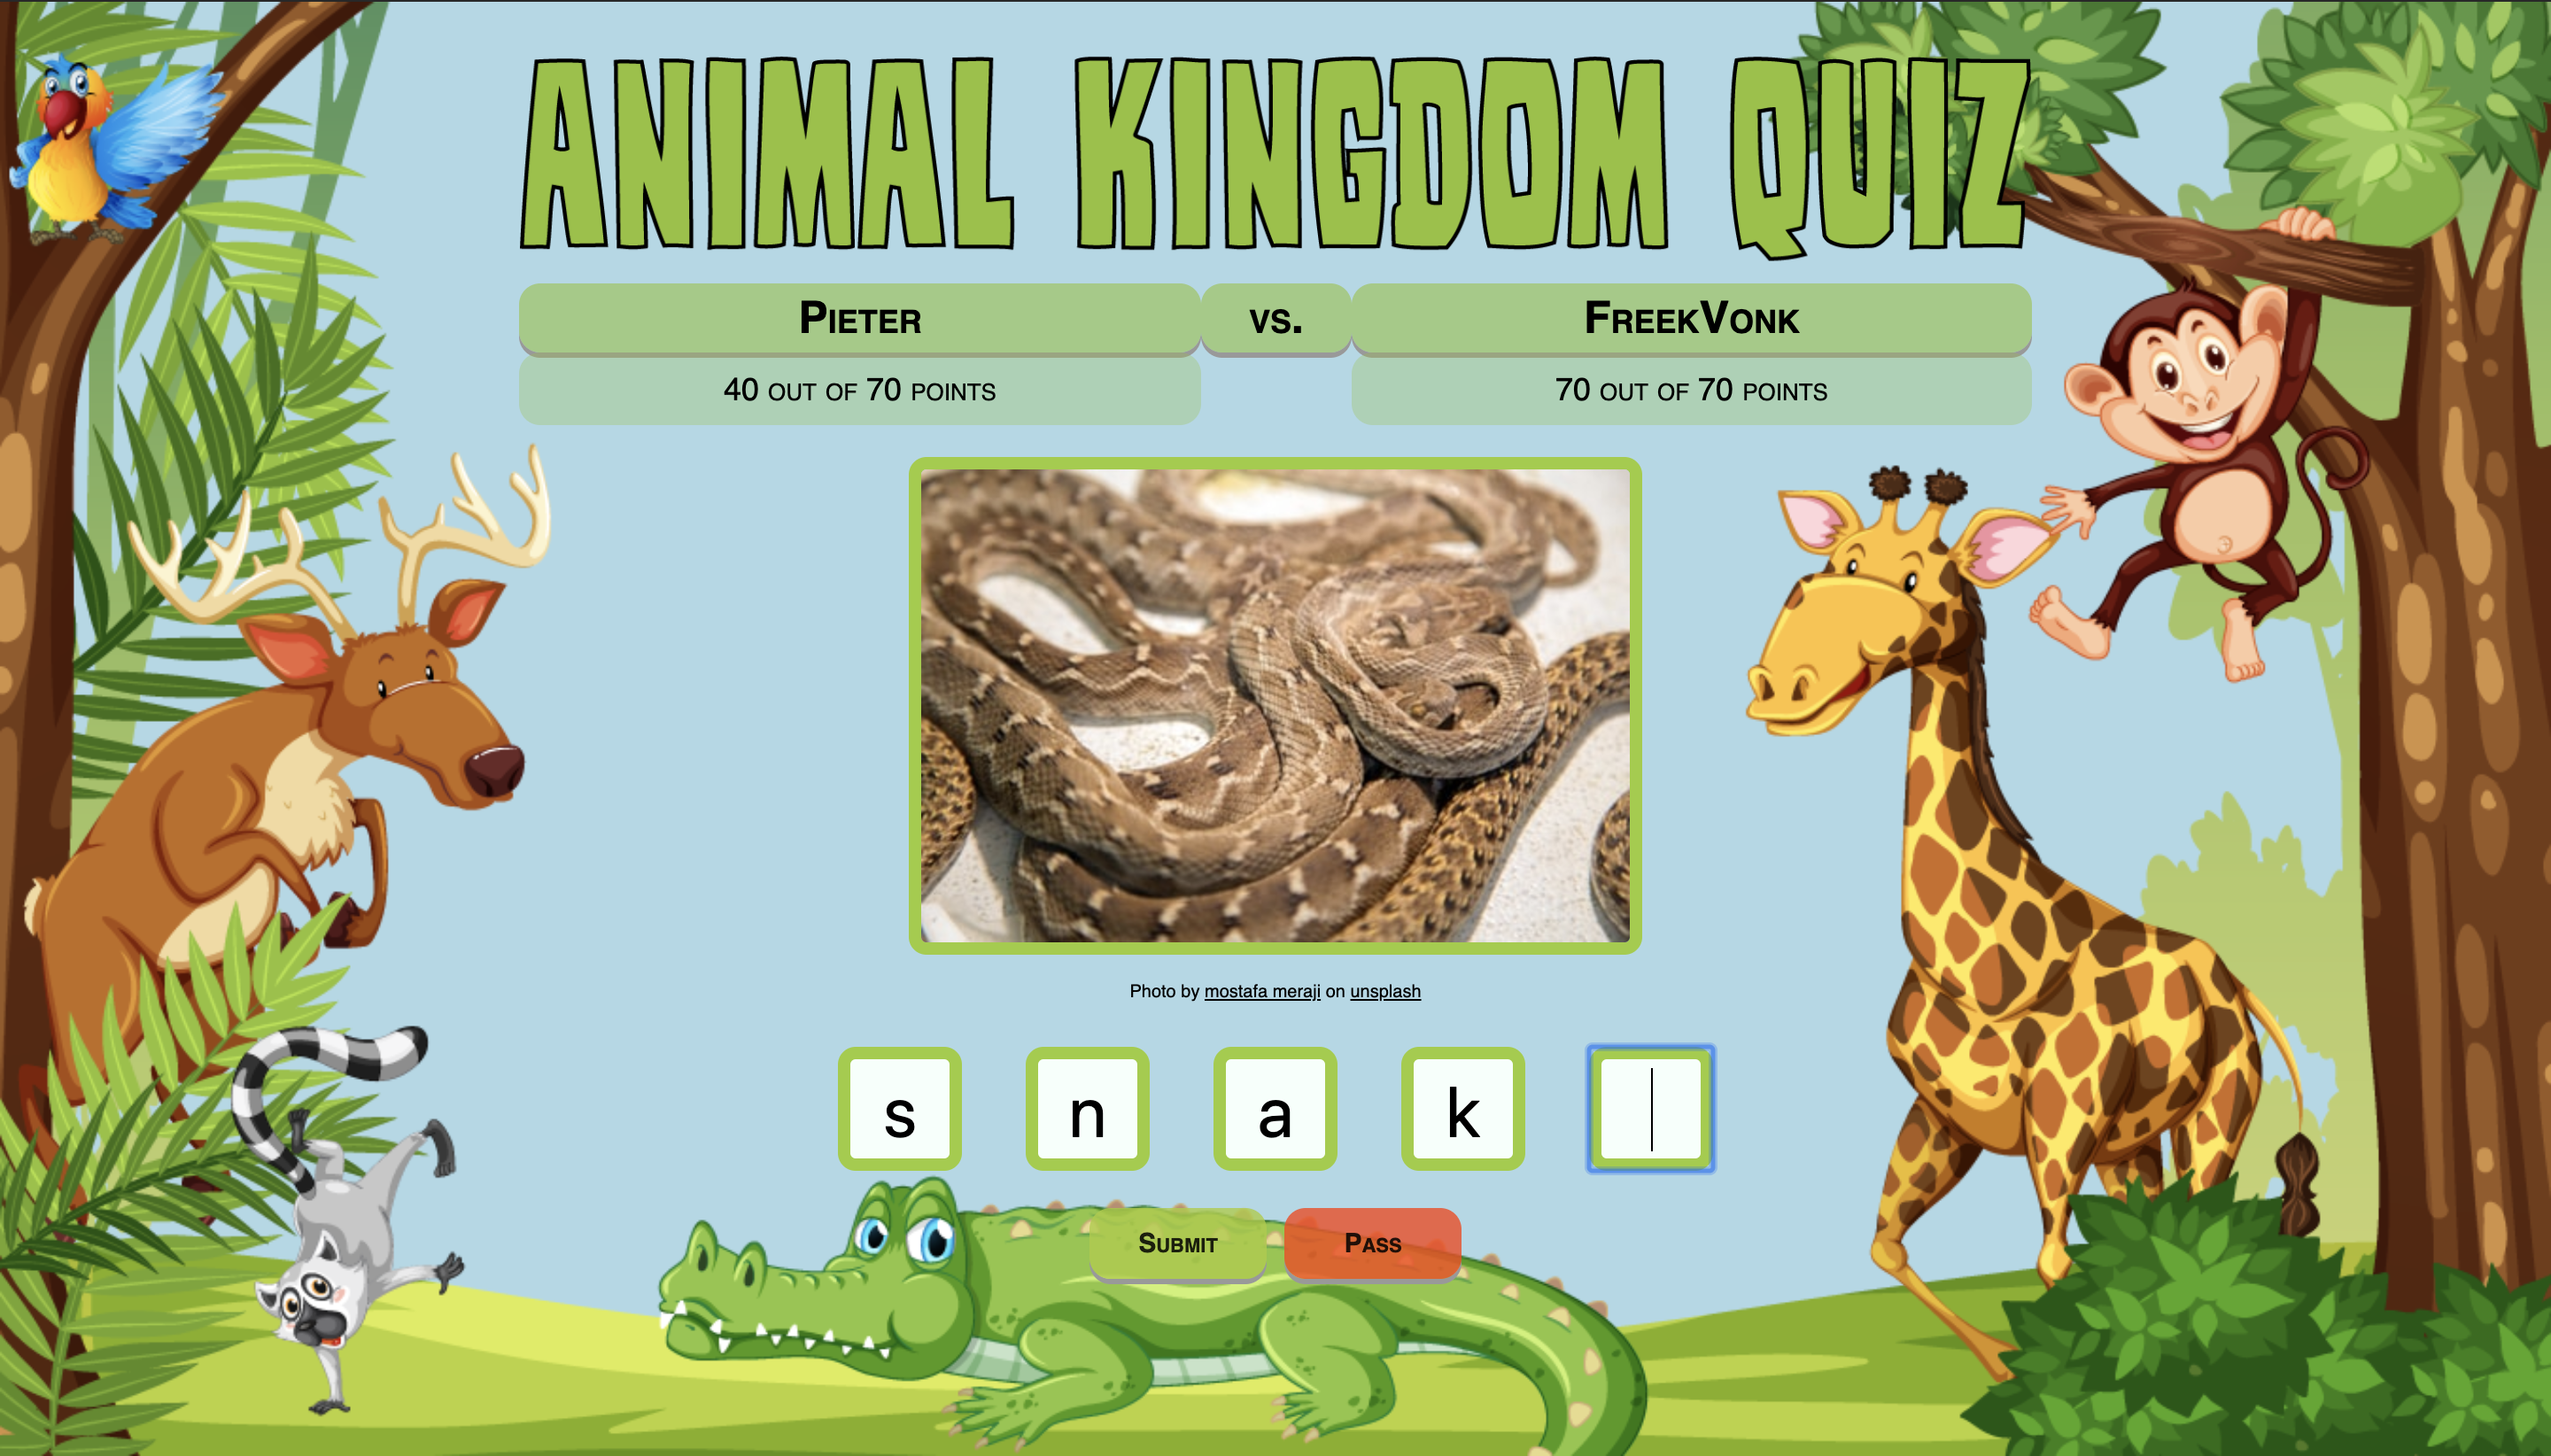 ANIMAL KINGDOM QUIZ
PIETER vs. FREEKVONK
40 OUT OF 70 POINTS 70 OUT OF 70 POINTS
Photo by mostafa meraji on unsplash
s n a k
SUBMIT PASS